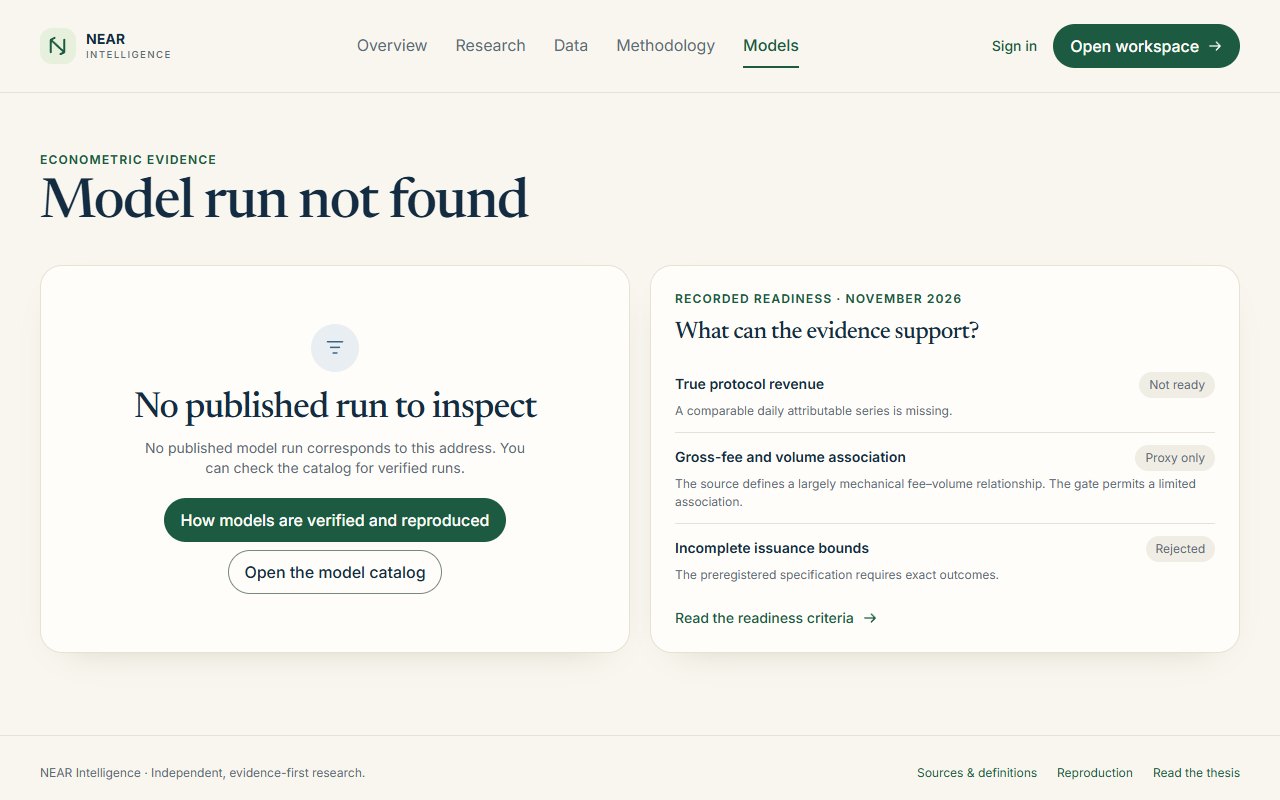 NEAR
INTELLIGENCE
Overview
Research
Data
Methodology
Models
Sign in
Open workspace →
ECONOMETRIC EVIDENCE
Model run not found
No published run to inspect
No published model run corresponds to this address. You
can check the catalog for verified runs.
How models are verified and reproduced
Open the model catalog
RECORDED READINESS · NOVEMBER 2026
What can the evidence support?
True protocol revenue
Not ready
A comparable daily attributable series is missing.
Gross-fee and volume association
Proxy only
The source defines a largely mechanical fee–volume relationship. The gate permits a limited
association.
Incomplete issuance bounds
Rejected
The preregistered specification requires exact outcomes.
Read the readiness criteria →
NEAR Intelligence · Independent, evidence-first research.
Sources & definitions
Reproduction
Read the thesis